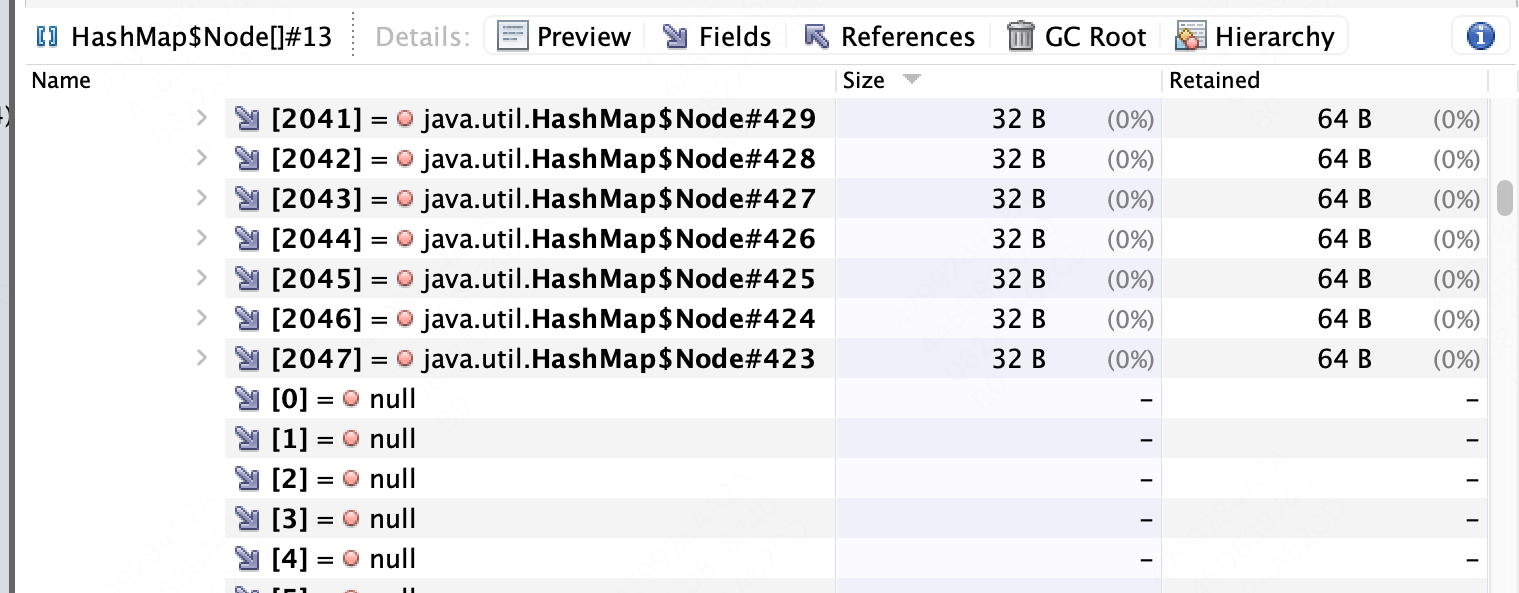 HashMap$Node[]#13 Details: Preview Fields References GC Root Hierarchy
Name Size Retained
[2041] = java.util.HashMap$Node#429 32 B (0%) 64 B (0%)
[2042] = java.util.HashMap$Node#428 32 B (0%) 64 B (0%)
[2043] = java.util.HashMap$Node#427 32 B (0%) 64 B (0%)
[2044] = java.util.HashMap$Node#426 32 B (0%) 64 B (0%)
[2045] = java.util.HashMap$Node#425 32 B (0%) 64 B (0%)
[2046] = java.util.HashMap$Node#424 32 B (0%) 64 B (0%)
[2047] = java.util.HashMap$Node#423 32 B (0%) 64 B (0%)
[0] = null – –
[1] = null – –
[2] = null – –
[3] = null – –
[4] = null – –